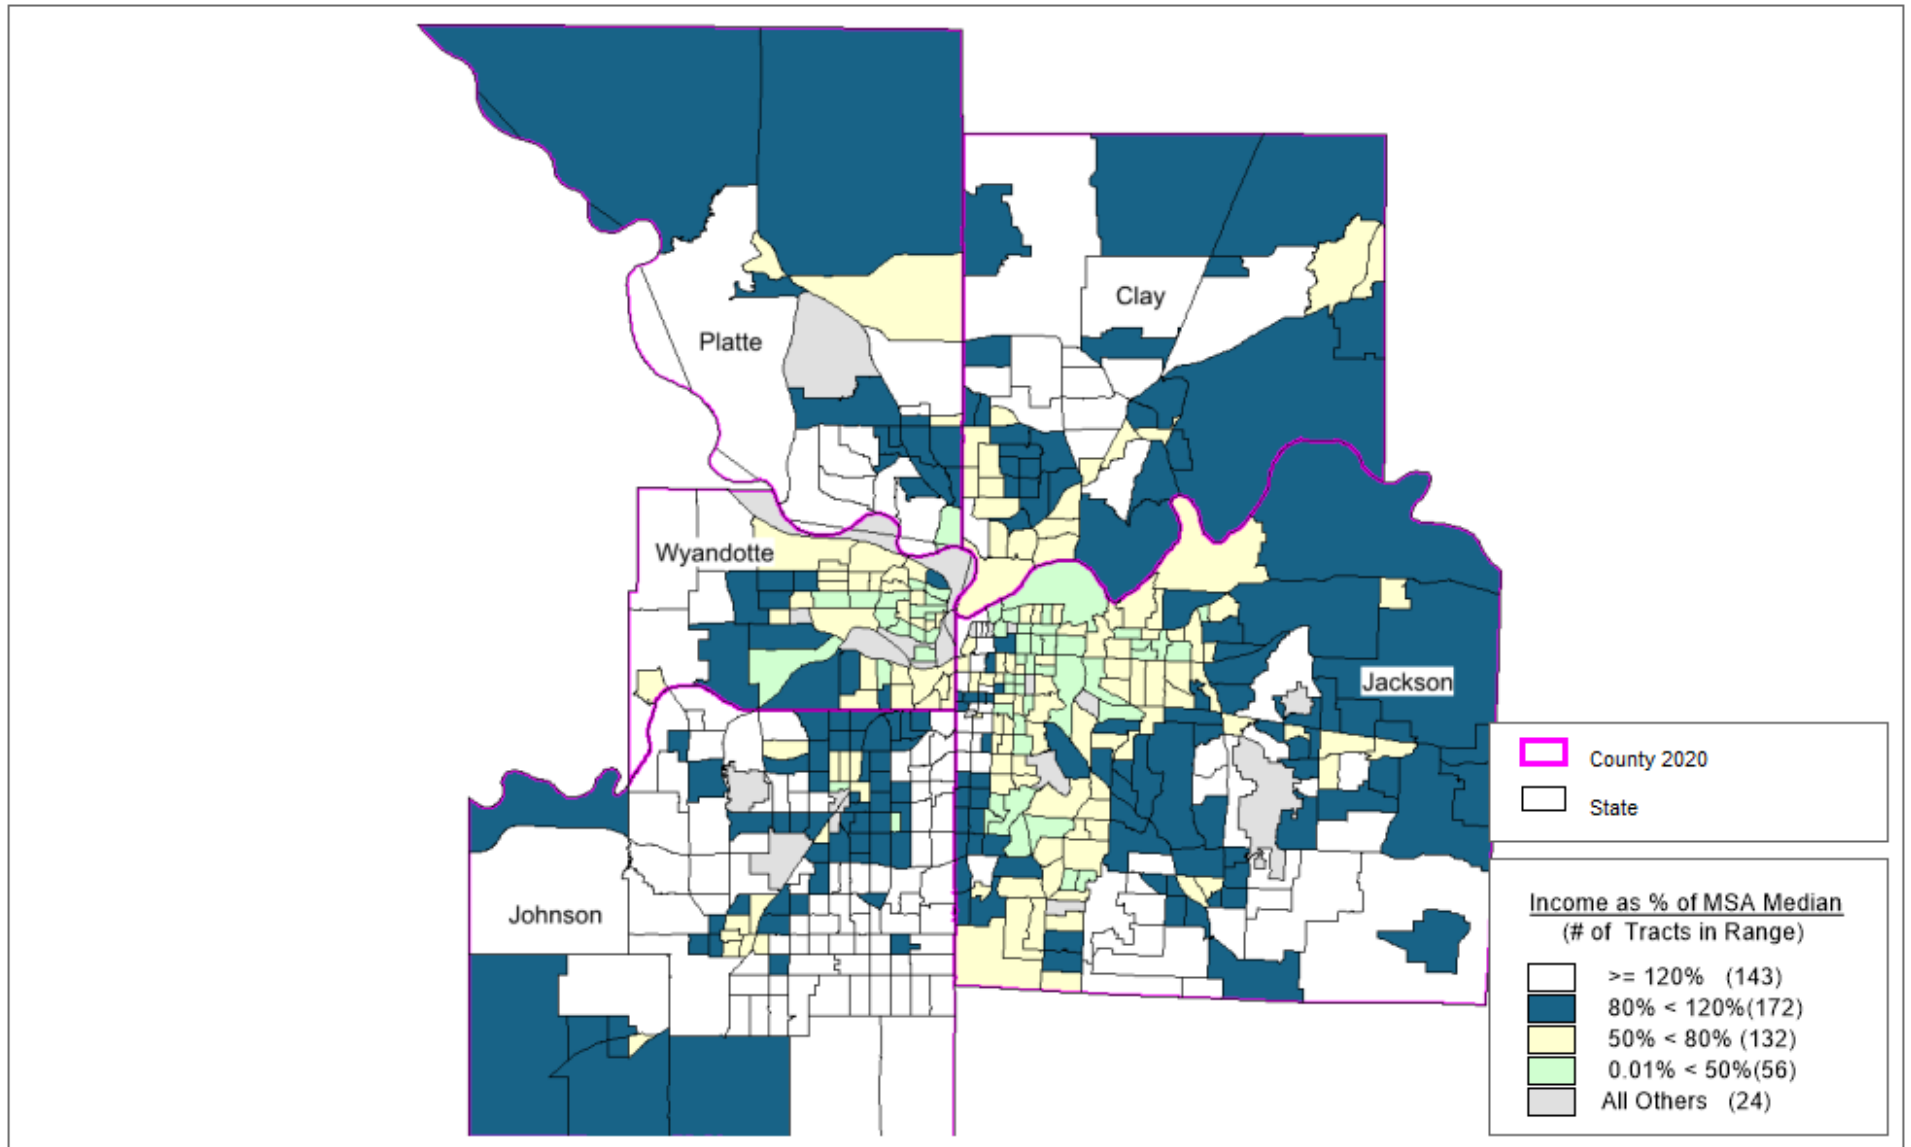 Clay
Platte
Wyandotte
Jackson
Johnson
County 2020
State
Income as % of MSA Median
(# of Tracts in Range)
>= 120% (143)
80% < 120%(172)
50% < 80% (132)
0.01% < 50%(56)
All Others (24)